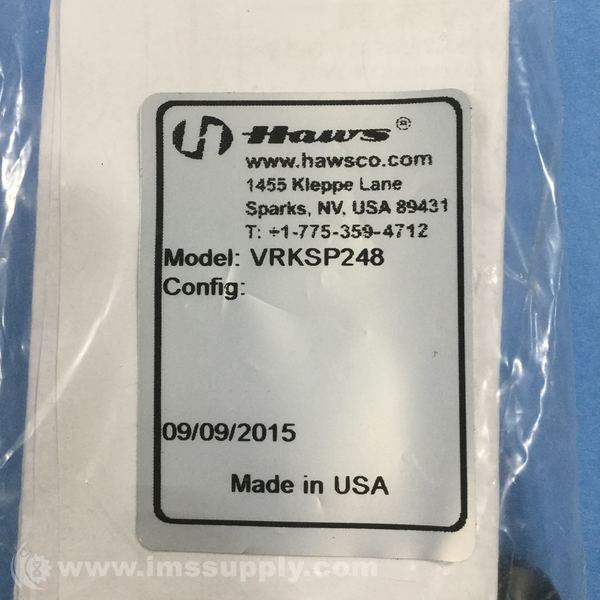 Haws®
www.hawsco.com
1455 Kleppe Lane
Sparks, NV, USA 89431
T: +1-775-359-4712
Model: VRKSP248
Config:
09/09/2015
Made in USA
www.imssupply.com